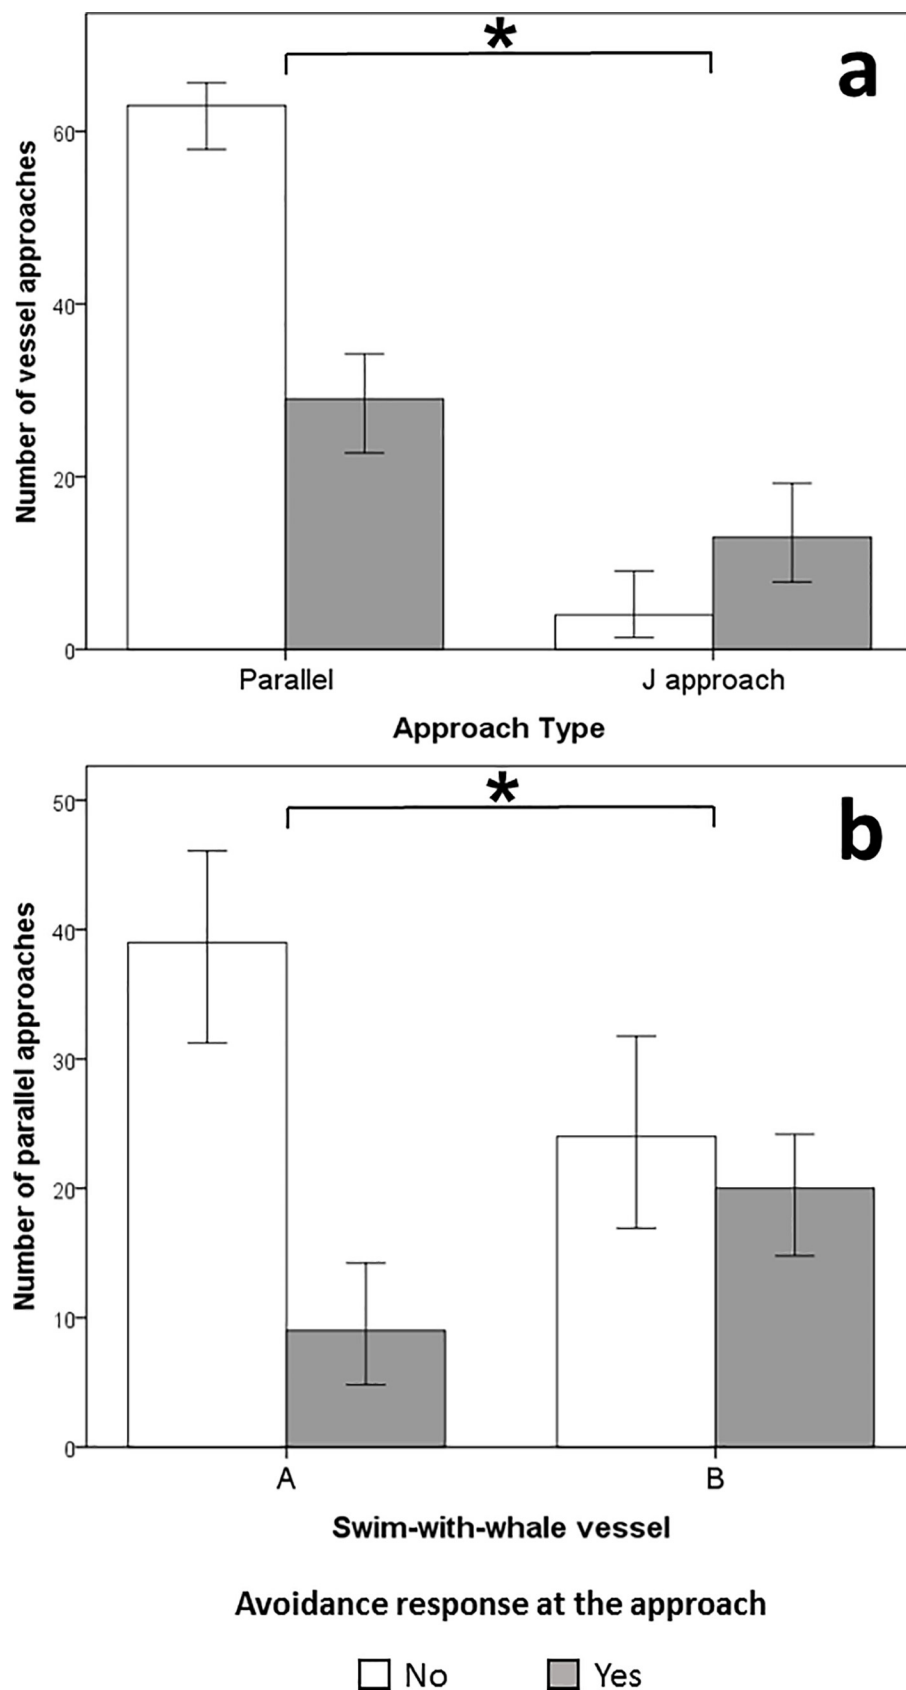 *
a
60
40
20
0
Number of vessel approaches
Parallel
J approach
Approach Type
*
b
50
40
30
20
10
0
Number of parallel approaches
A
B
Swim-with-whale vessel
Avoidance response at the approach
No
Yes